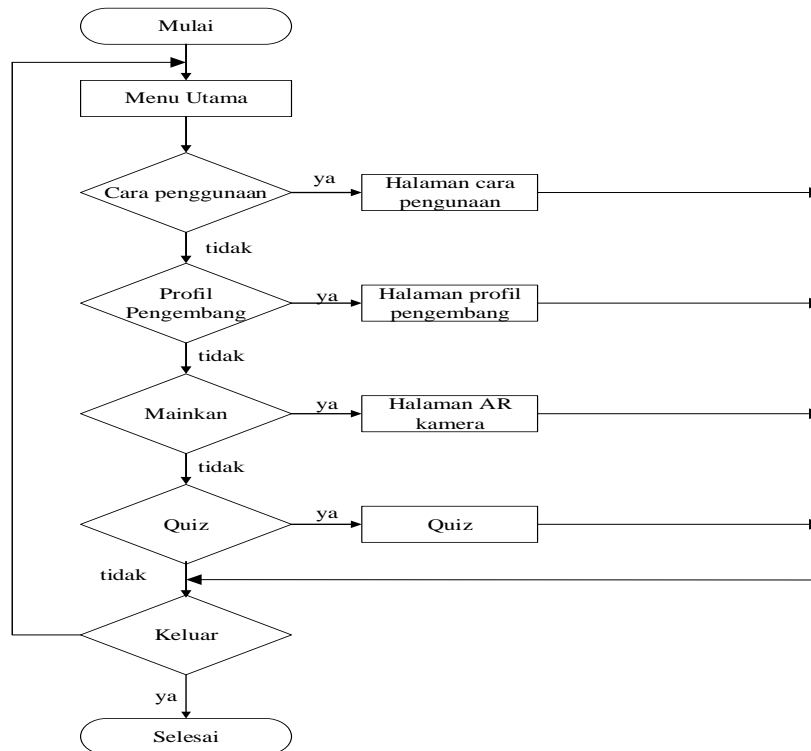 Mulai
Menu Utama
Cara penggunaan
ya
Halaman cara
pengunaan
tidak
Profil
Pengembang
ya
Halaman profil
pengembang
tidak
Mainkan
ya
Halaman AR
kamera
tidak
Quiz
ya
Quiz
tidak
Keluar
ya
Selesai